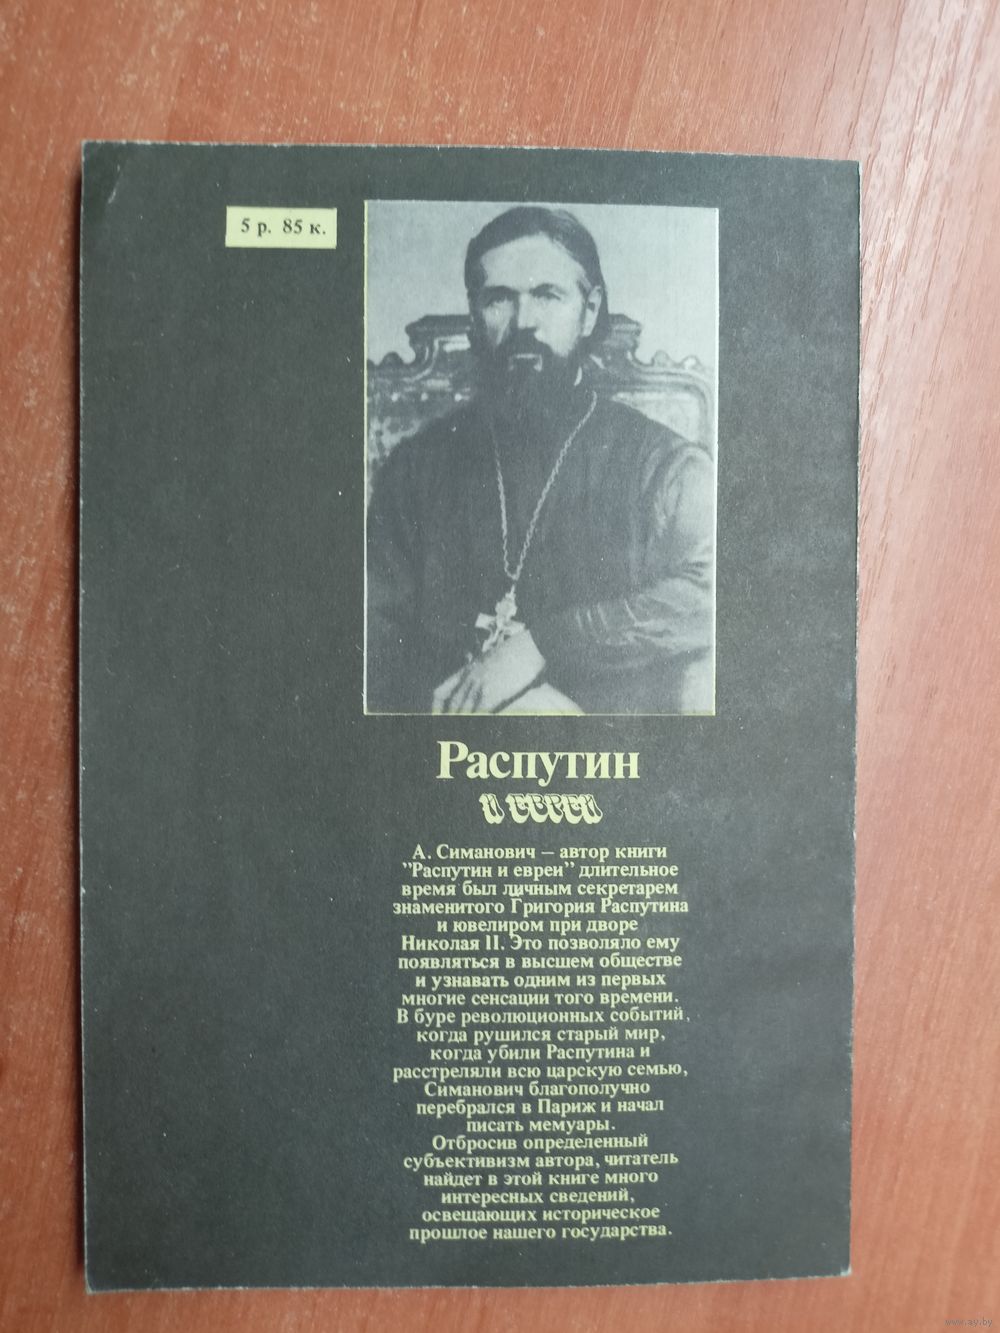 5 р. 85 к.
Распутин
и евреи
А. Симанович – автор книги
"Распутин и евреи" длительное
время был личным секретарем
знаменитого Григория Распутина
и ювелиром при дворе
Николая II. Это позволяло ему
появляться в высшем обществе
и узнавать одним из первых
многие сенсации того времени.
В буре революционных событий,
когда рушился старый мир,
когда убили Распутина и
расстреляли всю царскую семью,
Симанович благополучно
перебрался в Париж и начал
писать мемуары.
Отбросив определенный
субъективизм автора, читатель
найдет в этой книге много
интересных сведений,
освещающих историческое
прошлое нашего государства.
www.ay.by